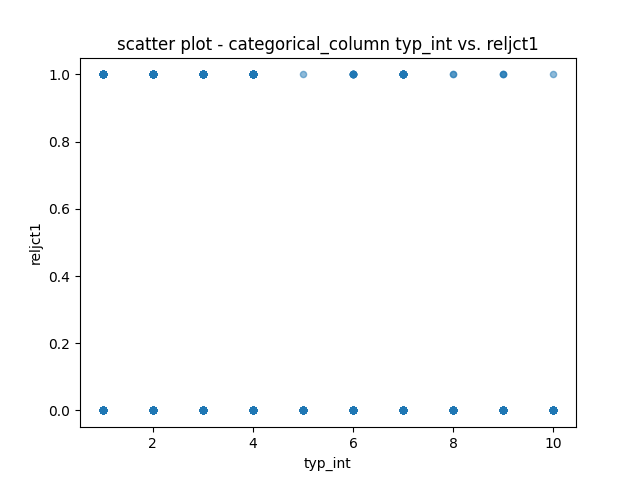 scatter plot - categorical_column typ_int vs. reljct1
1.0
0.8
0.6
0.4
0.2
0.0
reljct1
2 4 6 8 10
typ_int